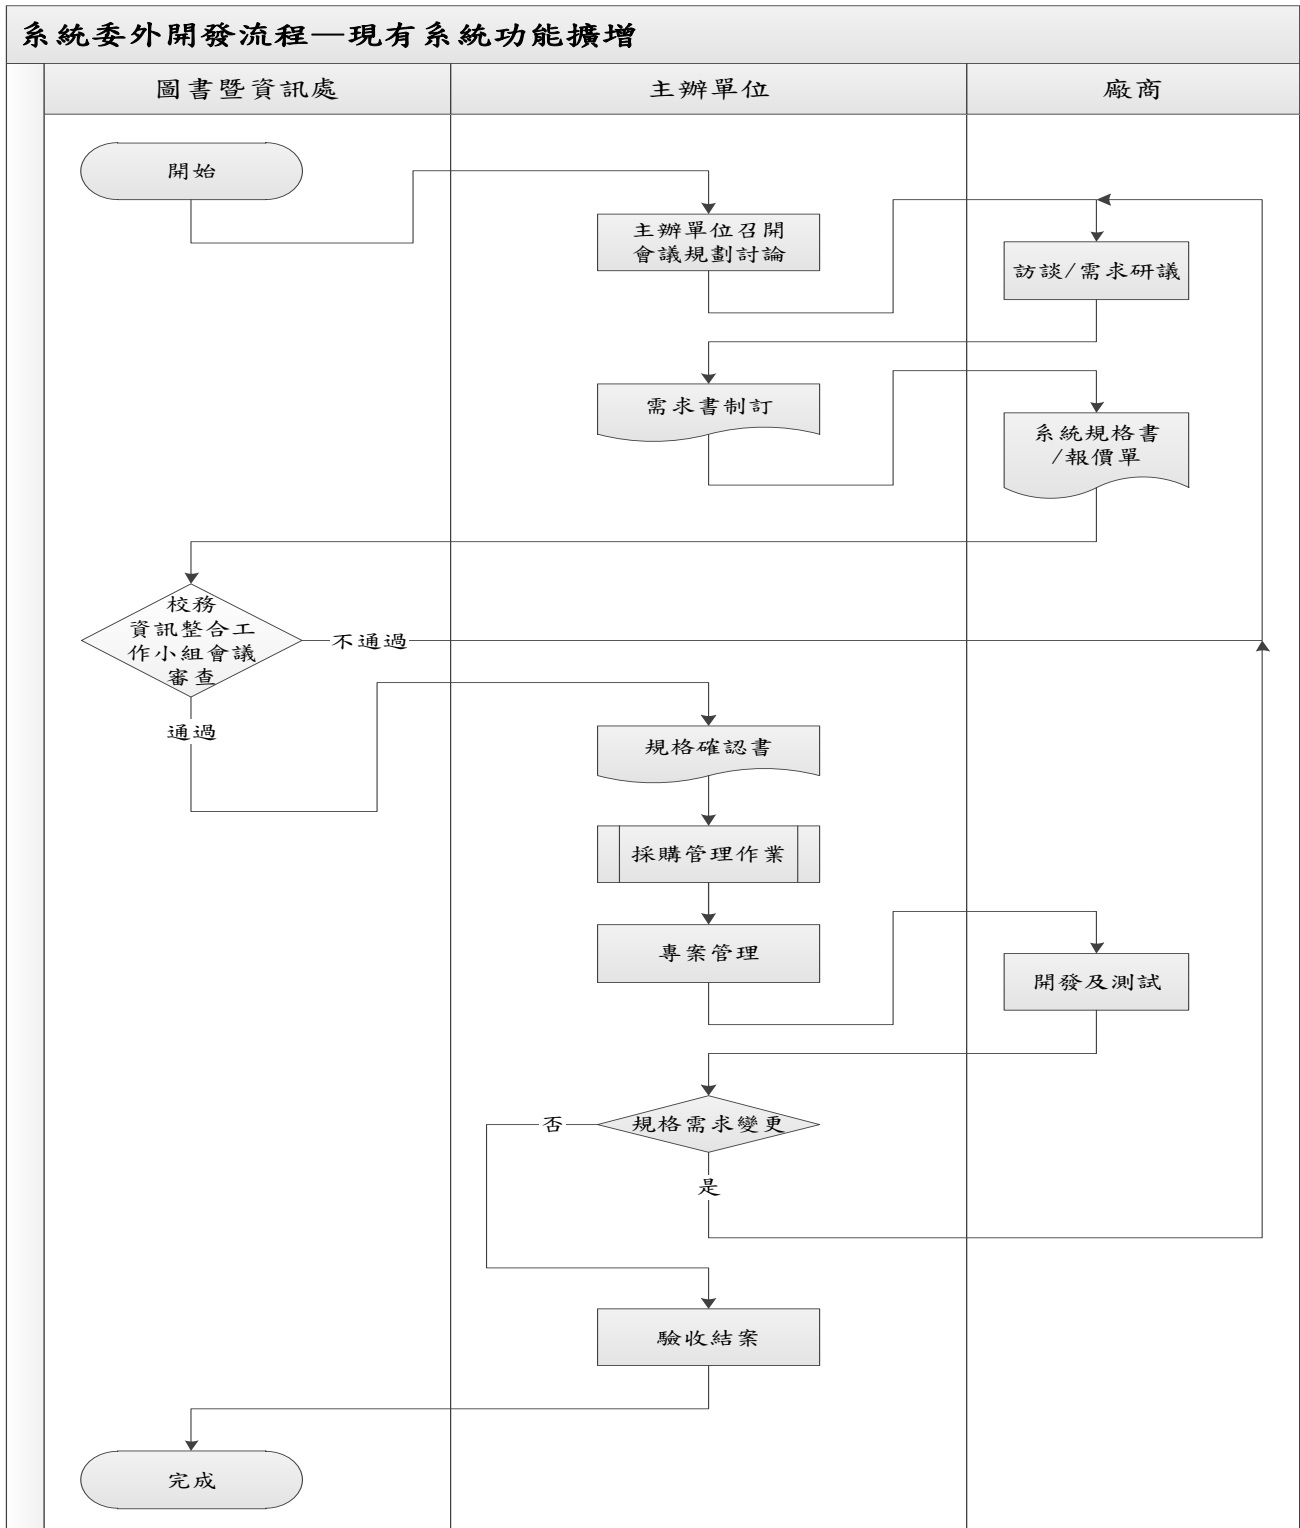 系統委外開發流程—現有系統功能擴增
圖書暨資訊處
主辦單位
廠商
開始
主辦單位召開
會議規劃討論
訪談/需求研議
需求書制訂
系統規格書
/報價單
校務
資訊整合工
作小組會議
審查
不通過
通過
規格確認書
採購管理作業
專案管理
開發及測試
規格需求變更
否
是
驗收結案
完成